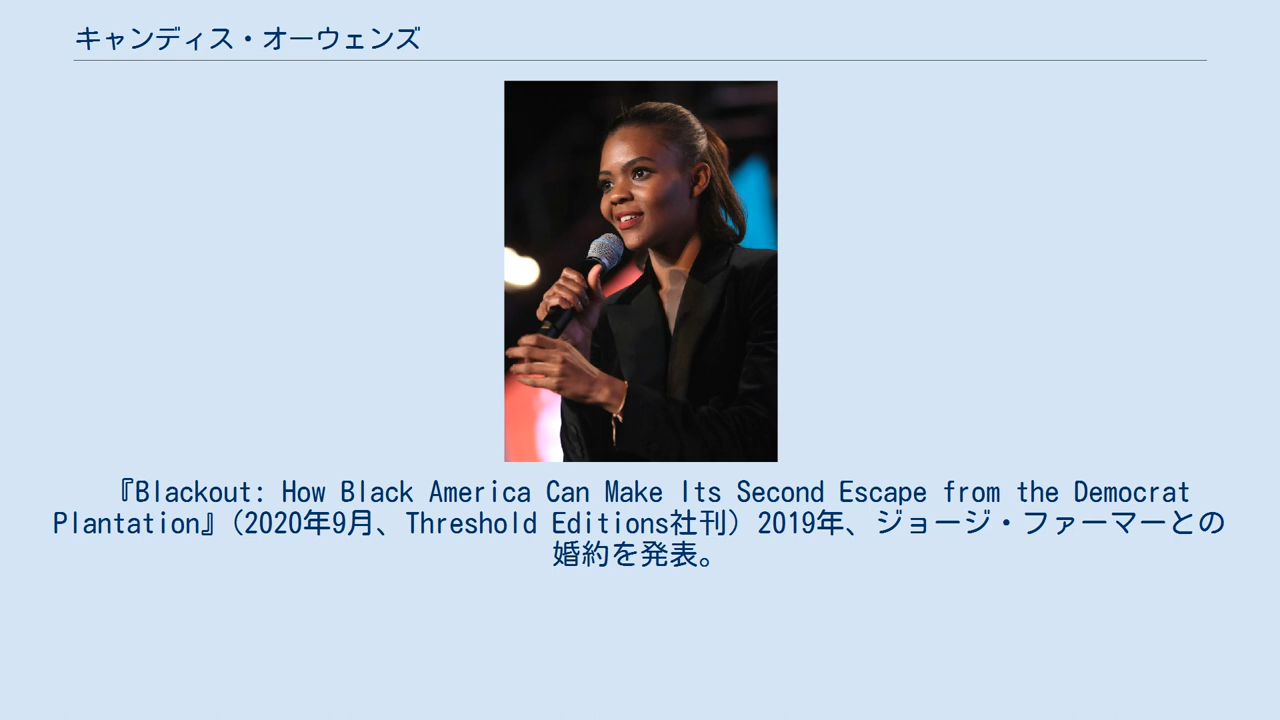 キャンディス・オーウェンズ
『Blackout: How Black America Can Make Its Second Escape from the Democrat
Plantation』(2020年9月、Threshold Editions社刊) 2019年、ジョージ・ファーマーとの
婚約を発表。